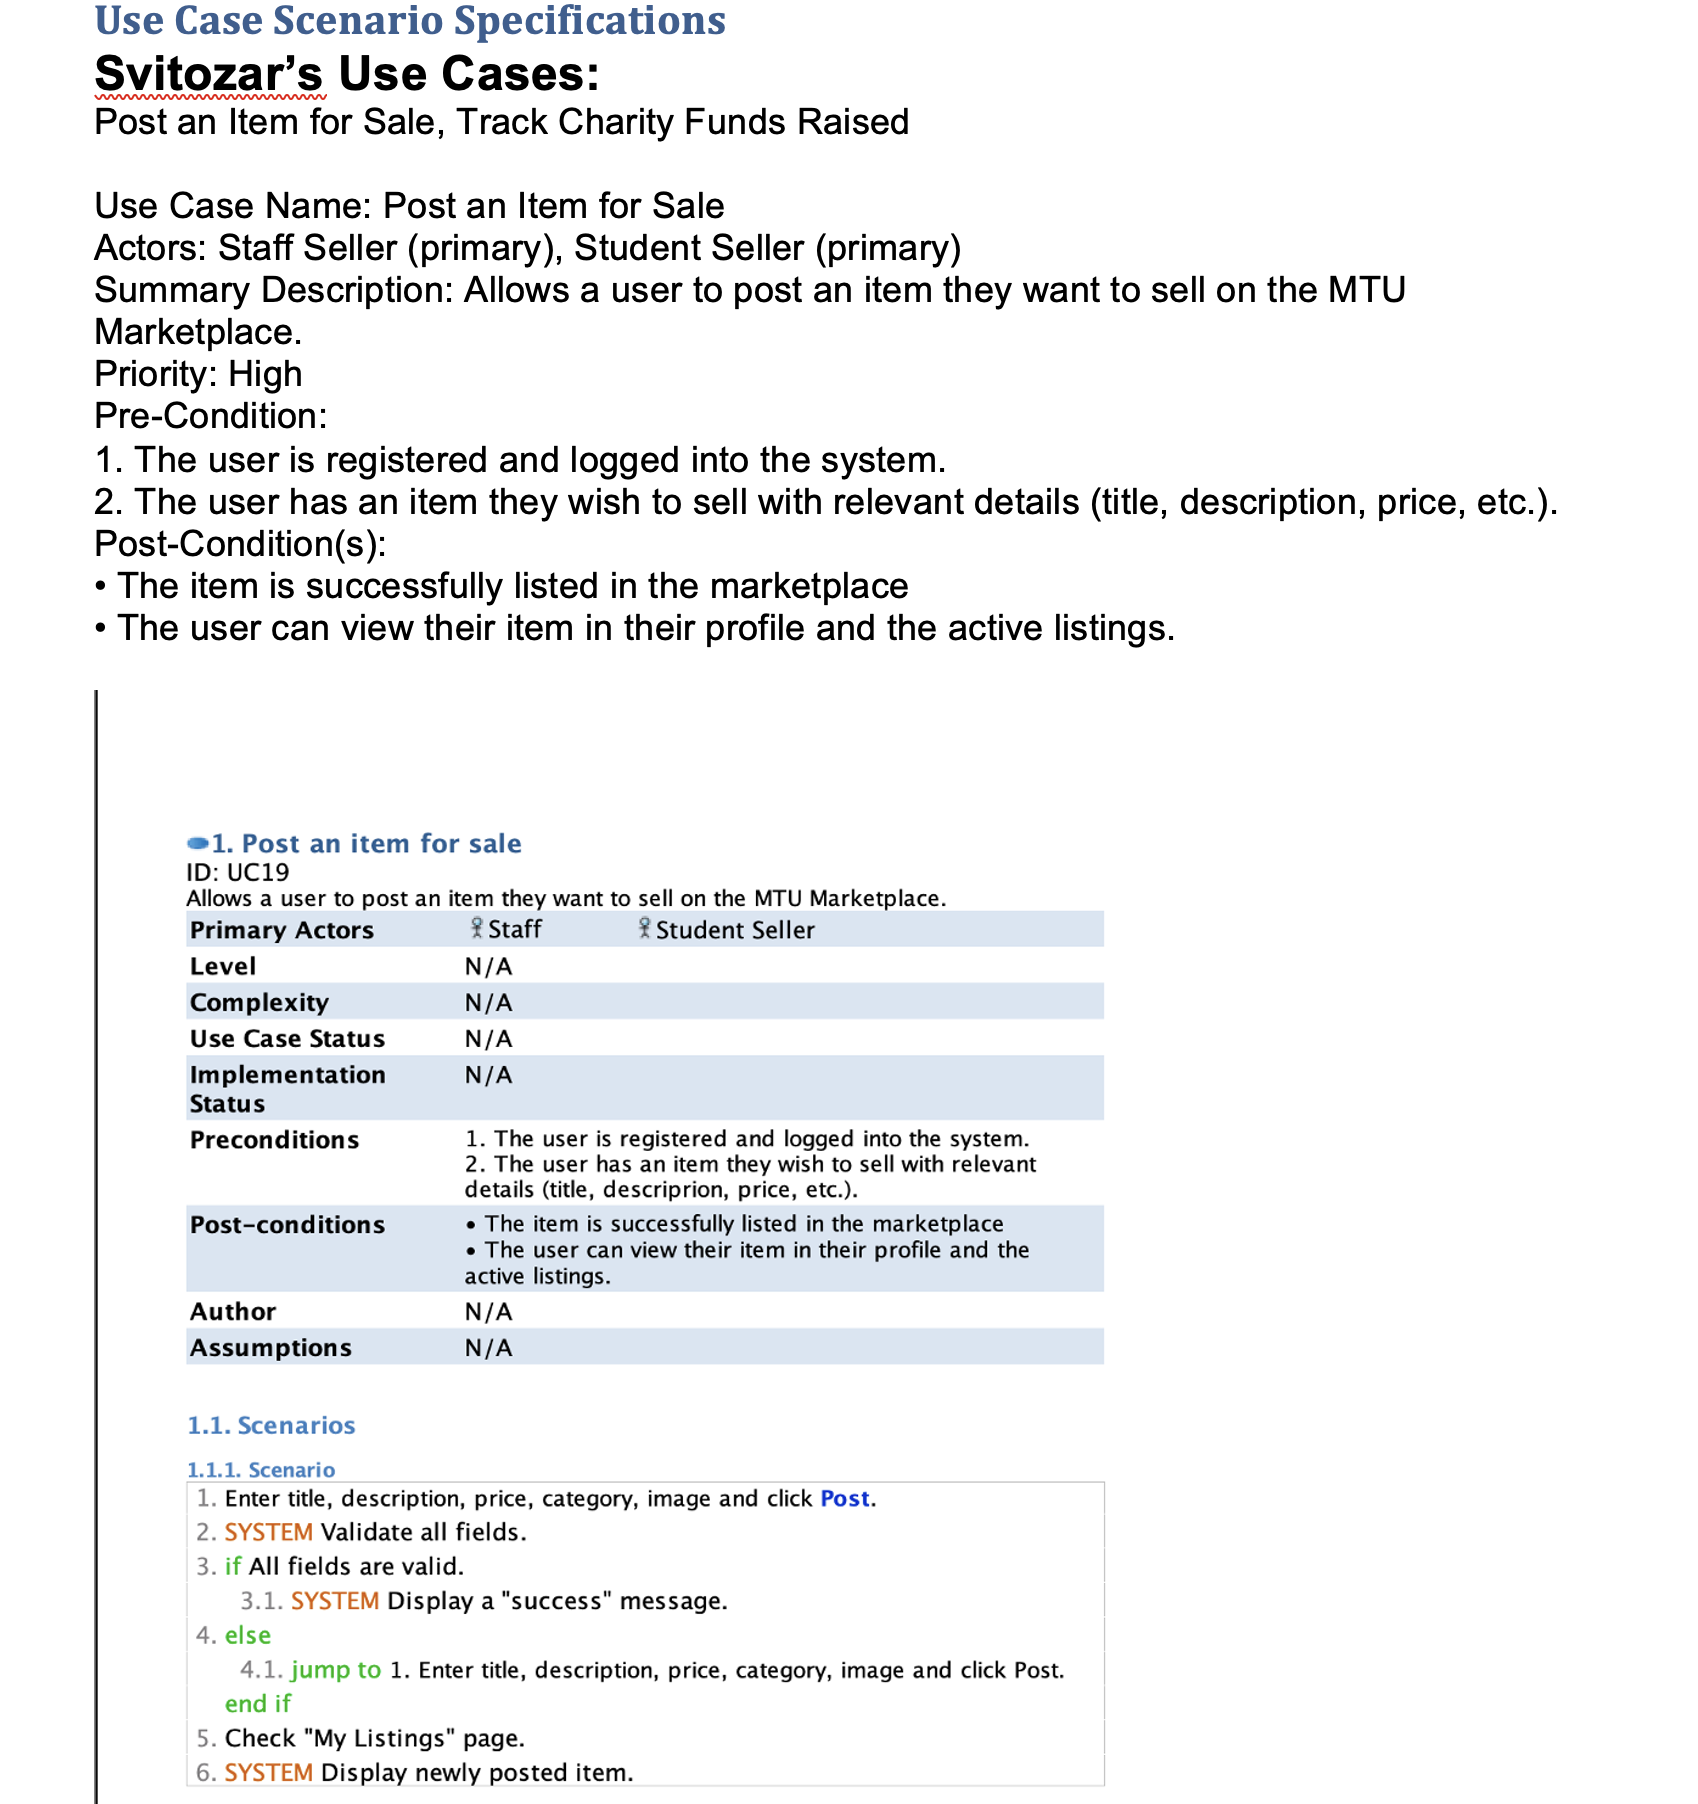 Use Case Scenario Specifications
Svitozar’s Use Cases:
Post an Item for Sale, Track Charity Funds Raised
Use Case Name: Post an Item for Sale
Actors: Staff Seller (primary), Student Seller (primary)
Summary Description: Allows a user to post an item they want to sell on the MTU
Marketplace.
Priority: High
Pre-Condition:
1. The user is registered and logged into the system.
2. The user has an item they wish to sell with relevant details (title, description, price, etc.).
Post-Condition(s):
• The item is successfully listed in the marketplace
• The user can view their item in their profile and the active listings.
1. Post an item for sale
ID: UC19
Allows a user to post an item they want to sell on the MTU Marketplace.
Primary Actors Staff Student Seller
Level N/A
Complexity N/A
Use Case Status N/A
Implementation N/A
Status
Preconditions 1. The user is registered and logged into the system.
2. The user has an item they wish to sell with relevant
details (title, descriprion, price, etc.).
Post-conditions • The item is successfully listed in the marketplace
• The user can view their item in their profile and the
active listings.
Author N/A
Assumptions N/A
1.1. Scenarios
1.1.1. Scenario
1. Enter title, description, price, category, image and click Post.
2. SYSTEM Validate all fields.
3. if All fields are valid.
3.1. SYSTEM Display a "success" message.
4. else
4.1. jump to 1. Enter title, description, price, category, image and click Post.
end if
5. Check "My Listings" page.
6. SYSTEM Display newly posted item.